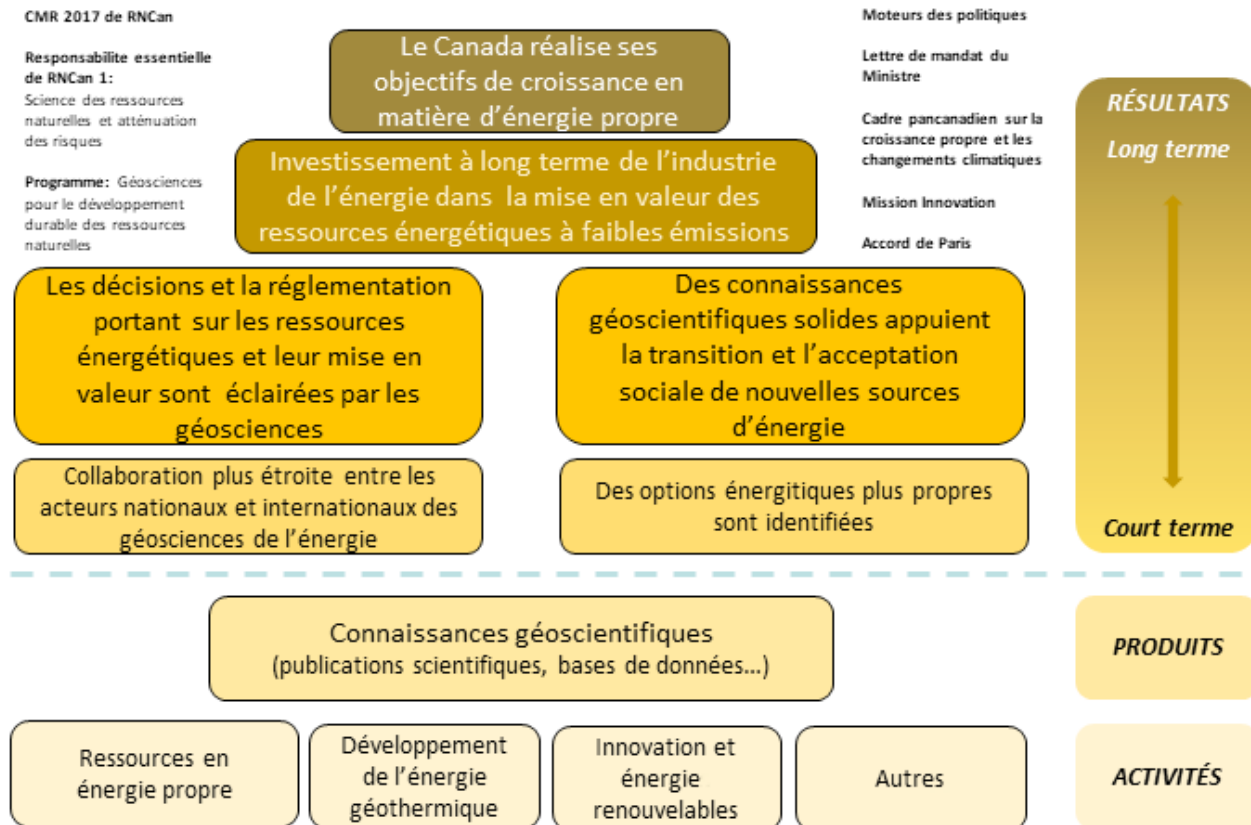 CMR 2017 de RNCan
Responsabilite essentielle
de RNCan 1:
Science des ressources
naturelles et atténuation
des risques
Programme: Géosciences
pour le développement
durable des ressources
naturelles
Le Canada réalise ses
objectifs de croissance en
matière d’énergie propre
Investissement à long terme de l’industrie
de l’énergie dans la mise en valeur des
ressources énergétiques à faibles émissions
Moteurs des politiques
Lettre de mandat du
Ministre
Cadre pancanadien sur la
croissance propre et les
changements climatiques
Mission Innovation
Accord de Paris
RÉSULTATS
Long terme
Les décisions et la réglementation
portant sur les ressources
énergétiques et leur mise en
valeur sont éclairées par les
géosciences
Des connaissances
géoscientifiques solides appuient
la transition et l’acceptation
sociale de nouvelles sources
d’énergie
Collaboration plus étroite entre les
acteurs nationaux et internationaux des
géosciences de l’énergie
Des options énergitiques plus propres
sont identifiées
Court terme
Connaissances géoscientifiques
(publications scientifiques, bases de données...)
PRODUITS
Ressources en
énergie propre
Développement
de l’énergie
géothermique
Innovation et
énergie
renouvelables
Autres
ACTIVITÉS